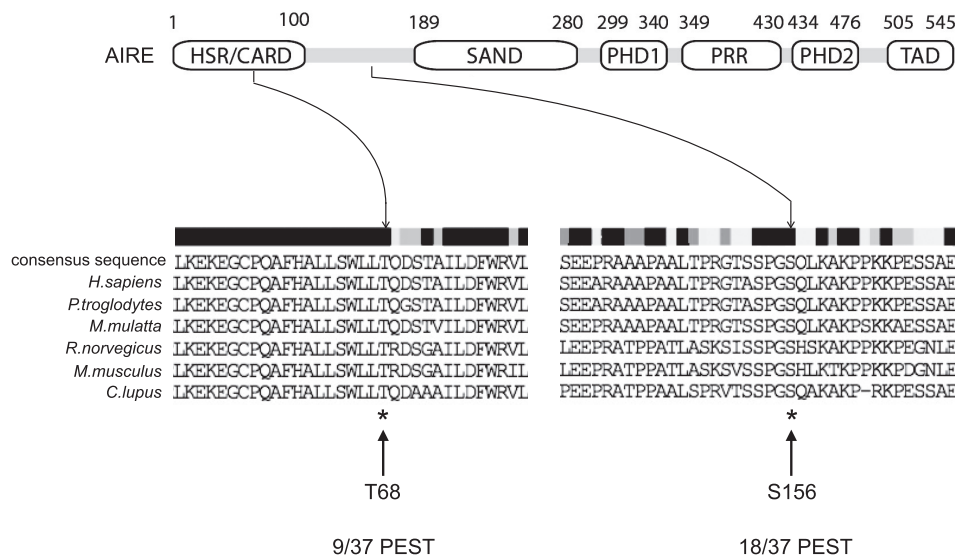 1 100 189 280 299 340 349 430 434 476 505 545
AIRE HSR/CARD SAND PHD1 PRR PHD2 TAD
consensus sequence LKEKEGCPQAFHALLSWLLTQDSTAILDFWRVL SEEPRAAAPAALTPRGTSSPGSQLKAKPPKKPESSAE
H.sapiens LKEKEGCPQAFHALLSWLLTQDSTAILDFWRVL SEEARAAAPAALTPRGTASPGSQLKAKPPKKPESSAE
P.troglodytes LKEKEGCPQAFHALLSWLLTQGSTAILDFWRVL SEEARAAAPAALTPRGTASPGSQLKAKPPKKPESSAE
M.mulatta LKEKEGCPQAFHALLSWLLTQDSTVILDFWRVL SEEPRAAAPAALTPRGTASPGSQLKAKPSKKAESSAE
R.norvegicus LKEKEGCPQAFHALLSWLLTRDSGAILDFWRVL LEEPRATPPATLASKSISSPGSHSKAKPPKKPEGNLE
M.musculus LKEKEGCPQAFHALLSWLLTRDSGAILDFWRIL LEEPRATPPATLASKSVSSPGSHLKTKPPKKPDGNLE
C.lupus LKEKEGCPQAFHALLSWLLTQDAAAILDFWRVL PEEPRATPPAALSPRVTSSPGSQAKAKP-RKPESSAE
* *
T68 S156
9/37 PEST 18/37 PEST